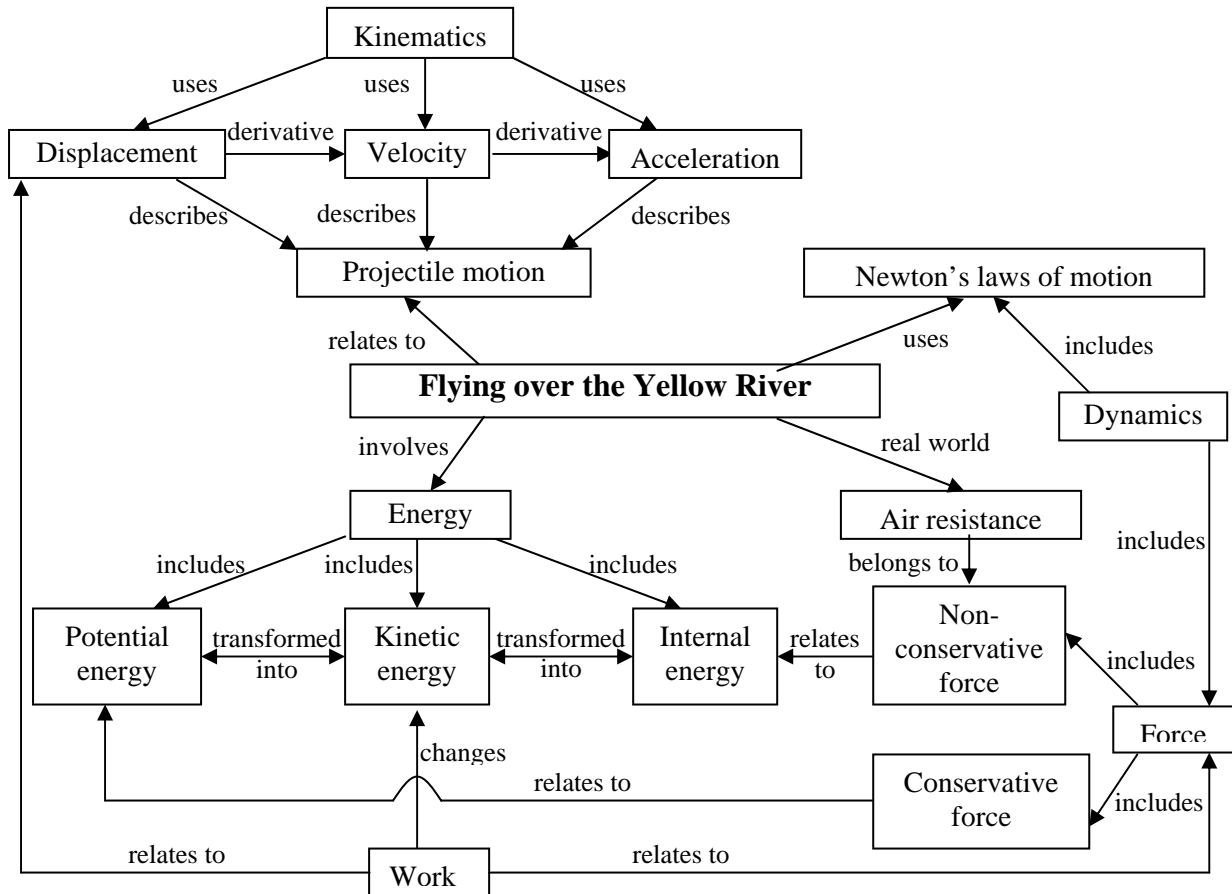 Kinematics
uses
uses
uses
derivative
derivative
Displacement
Velocity
Acceleration
describes
describes
describes
Projectile motion
Newton’s laws of motion
relates to
uses
includes
Flying over the Yellow River
Dynamics
involves
real world
Energy
Air resistance
includes
includes
includes
belongs to
includes
Potential
energy
transformed
into
Kinetic
energy
transformed
into
Internal
energy
relates
to
Non-
conservative
force
includes
Force
changes
relates to
Conservative
force
includes
relates to
Work
relates to